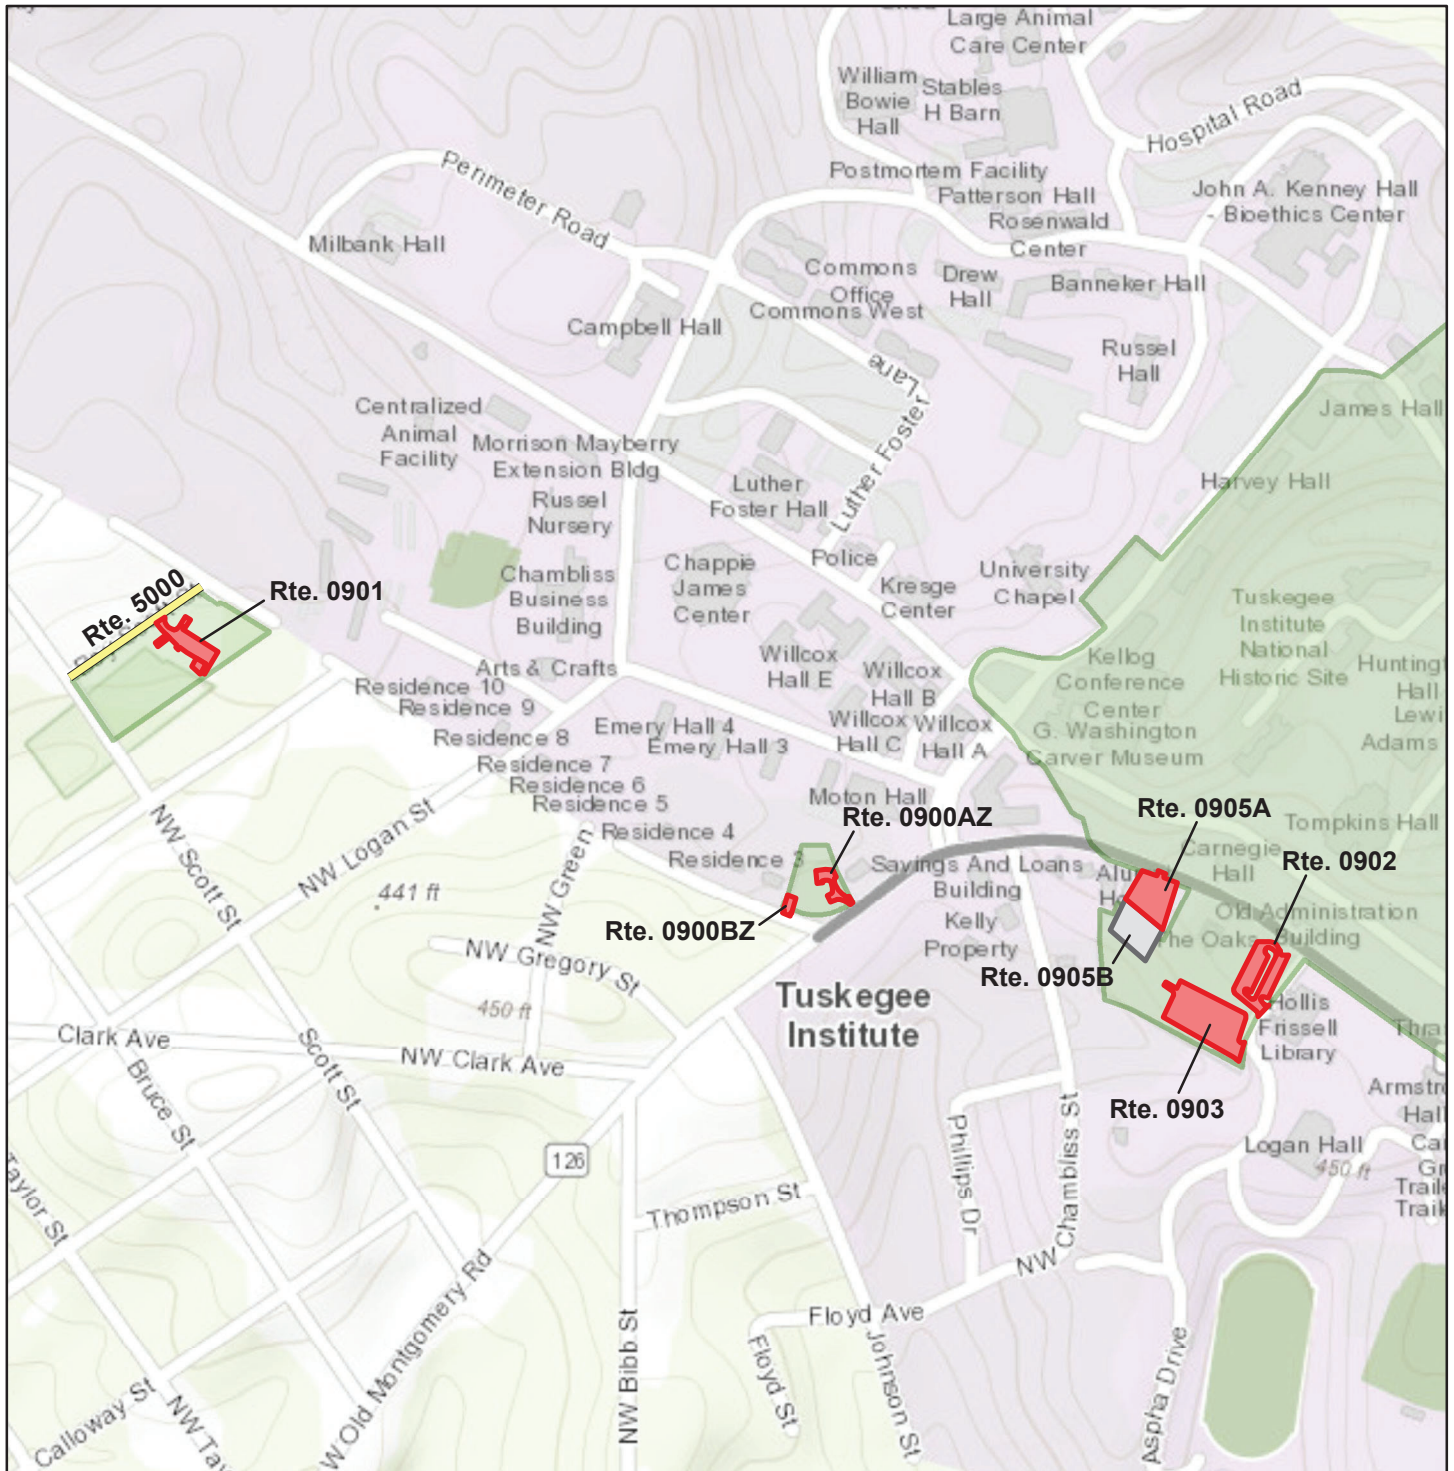 Large Animal
Care Center
William
Bowie
Hall
Stables
H Barn
Hospital Road
Postmortem Facility
Patterson Hall
Rosenwald
Center
John A. Kenney Hall
- Bioethics Center
Perimeter Road
Milbank Hall
Commons
Office
Commons West
Drew
Hall
Banneker Hall
Campbell Hall
Russel
Hall
Luther Foster
Lane
James Hall
Centralized
Animal
Facility
Morrison Mayberry
Extension Bldg
Russel
Nursery
Luther
Foster Hall
Harvey Hall
Police
Chappie
James
Center
Kresge
Center
University
Chapel
Chambliss
Business
Building
Tuskegee
Institute
National
Historic Site
Rte. 5000
Rte. 0901
Willcox
Hall E
Willcox
Hall B
Kellog
Conference
Center
Hall
Arts & Crafts
Residence 10
Residence 9
Residence 8
Residence 7
Residence 6
Residence 5
Residence 4
Residence 3
Emery Hall 4
Emery Hall 3
Willcox
Hall C
Willcox
Hall A
G. Washington
Carver Museum
Adams
Moton Hall
Rte. 0900AZ
Rte. 0905A
Tompkins Hall
Carnegie
Hall
Rte. 0902
NW Scott St
NW Logan St
441 ft
NW Green
Savings And Loans
Building
Rte. 0900BZ
Kelly
Property
Old Administration
Building
The Oaks
Rte. 0905B
NW Gregory St
450 ft
Tuskegee
Institute
Hollis
Frissell
Library
Clark Ave
NW Clark Ave
Scott St
Bruce St
Rte. 0903
Phillips Dr
NW Chambliss St
Logan Hall
450 ft
126
Thompson St
Taylor St
NW Chambliss St
Floyd Ave
Floyd St
Johnson St
Aspha Drive
NW Bibb St
W Old Montgomery Rd
Calloway St